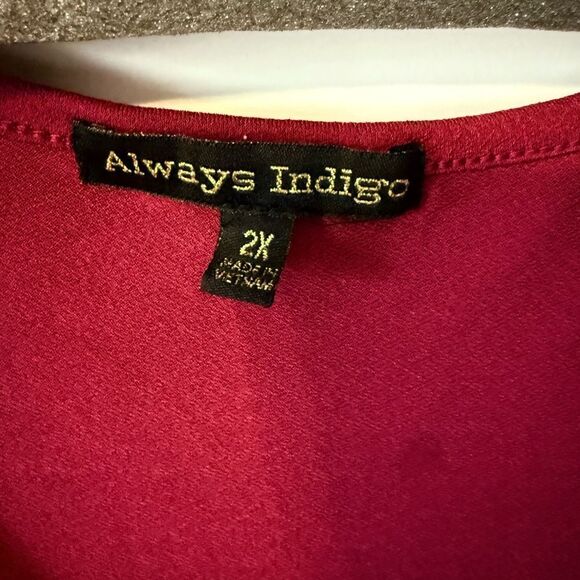 Always Indigo
2X
MADE IN
VIETNAM